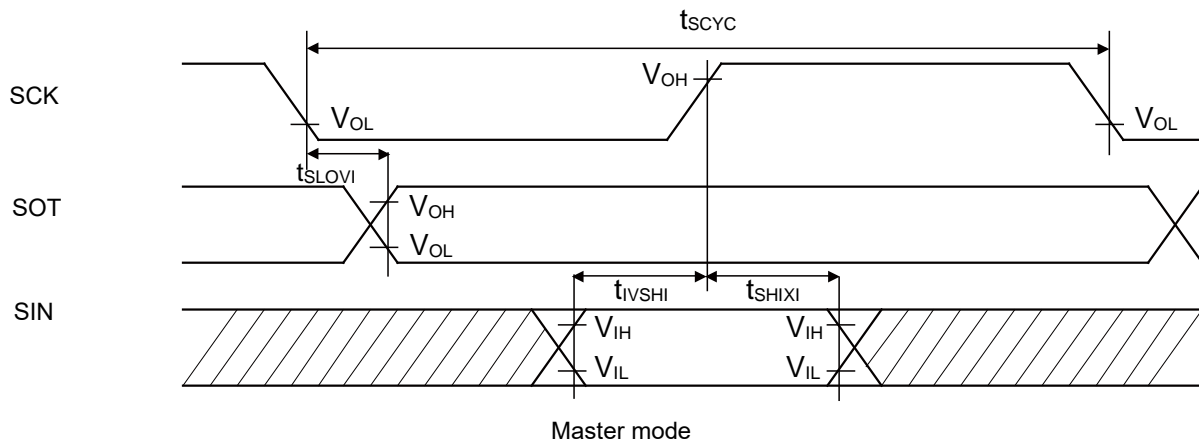 tSCYC
SCK
VOH
VOL
VOL
tSLOVI
SOT
VOH
VOL
tIVSHI
tSHIXI
SIN
VIH
VIH
VIL
VIL
Master mode